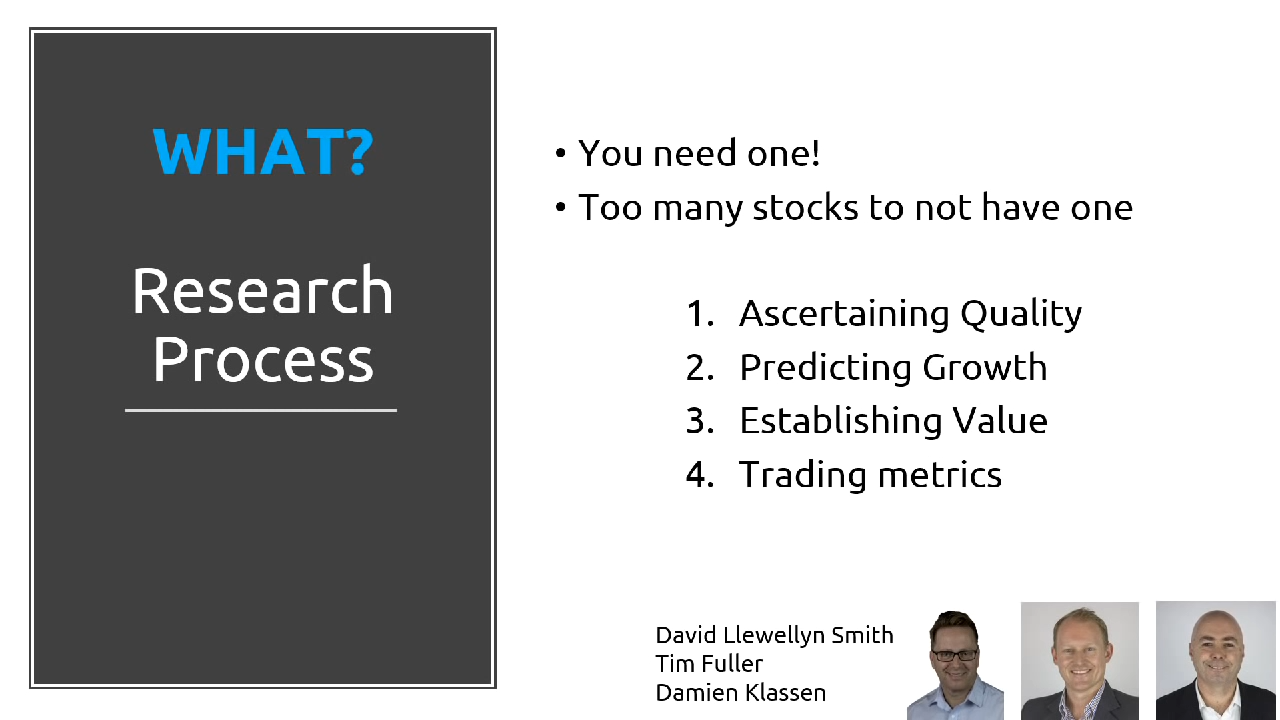 WHAT?
Research
Process
• You need one!
• Too many stocks to not have one
1. Ascertaining Quality
2. Predicting Growth
3. Establishing Value
4. Trading metrics
David Llewellyn Smith
Tim Fuller
Damien Klassen